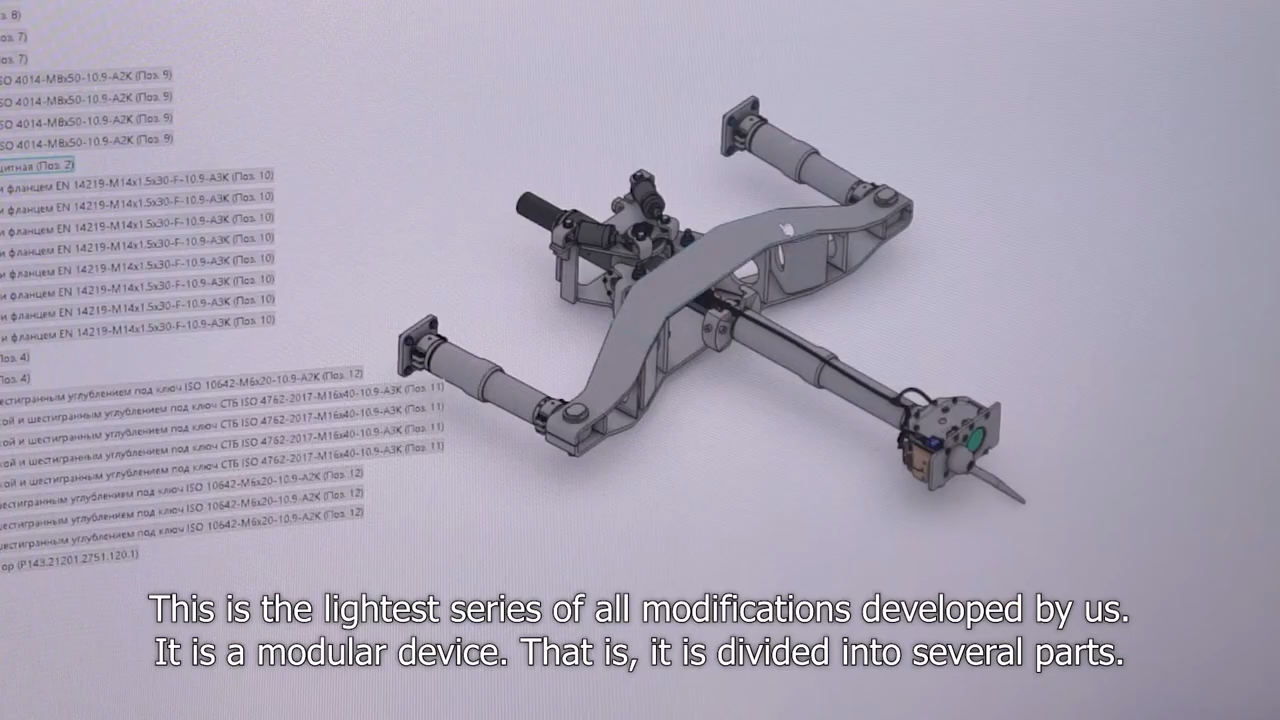 з. 8)
оз. 7)
оз. 7)
SO 4014-M8x50-10.9-A2K (Поз. 9)
SO 4014-M8x50-10.9-A2K (Поз. 9)
SO 4014-M8x50-10.9-A2K (Поз. 9)
SO 4014-M8x50-10.9-A2K (Поз. 9)
щитная (Поз. 2)
и фланцем EN 14219-M14x1.5x30-F-10.9-A3K (Поз. 10)
и фланцем EN 14219-M14x1.5x30-F-10.9-A3K (Поз. 10)
и фланцем EN 14219-M14x1.5x30-F-10.9-A3K (Поз. 10)
и фланцем EN 14219-M14x1.5x30-F-10.9-A3K (Поз. 10)
и фланцем EN 14219-M14x1.5x30-F-10.9-A3K (Поз. 10)
и фланцем EN 14219-M14x1.5x30-F-10.9-A3K (Поз. 10)
и фланцем EN 14219-M14x1.5x30-F-10.9-A3K (Поз. 10)
и фланцем EN 14219-M14x1.5x30-F-10.9-A3K (Поз. 10)
Поз. 4)
Поз. 4)
естигранным углублением под ключ ISO 10642-M6x20-10.9-A2K (Поз. 12)
кой и шестигранным углублением под ключ СТБ ISO 4762-2017-M16x40-10.9-A3K (Поз. 11)
кой и шестигранным углублением под ключ СТБ ISO 4762-2017-M16x40-10.9-A3K (Поз. 11)
кой и шестигранным углублением под ключ СТБ ISO 4762-2017-M16x40-10.9-A3K (Поз. 11)
кой и шестигранным углублением под ключ СТБ ISO 4762-2017-M16x40-10.9-A3K (Поз. 11)
шестигранным углублением под ключ ISO 10642-M6x20-10.9-A2K (Поз. 12)
шестигранным углублением под ключ ISO 10642-M6x20-10.9-A2K (Поз. 12)
шестигранным углублением под ключ ISO 10642-M6x20-10.9-A2K (Поз. 12)
ор (Р143.21201.2751.120.1)
This is the lightest series of all modifications developed by us.
It is a modular device. That is, it is divided into several parts.